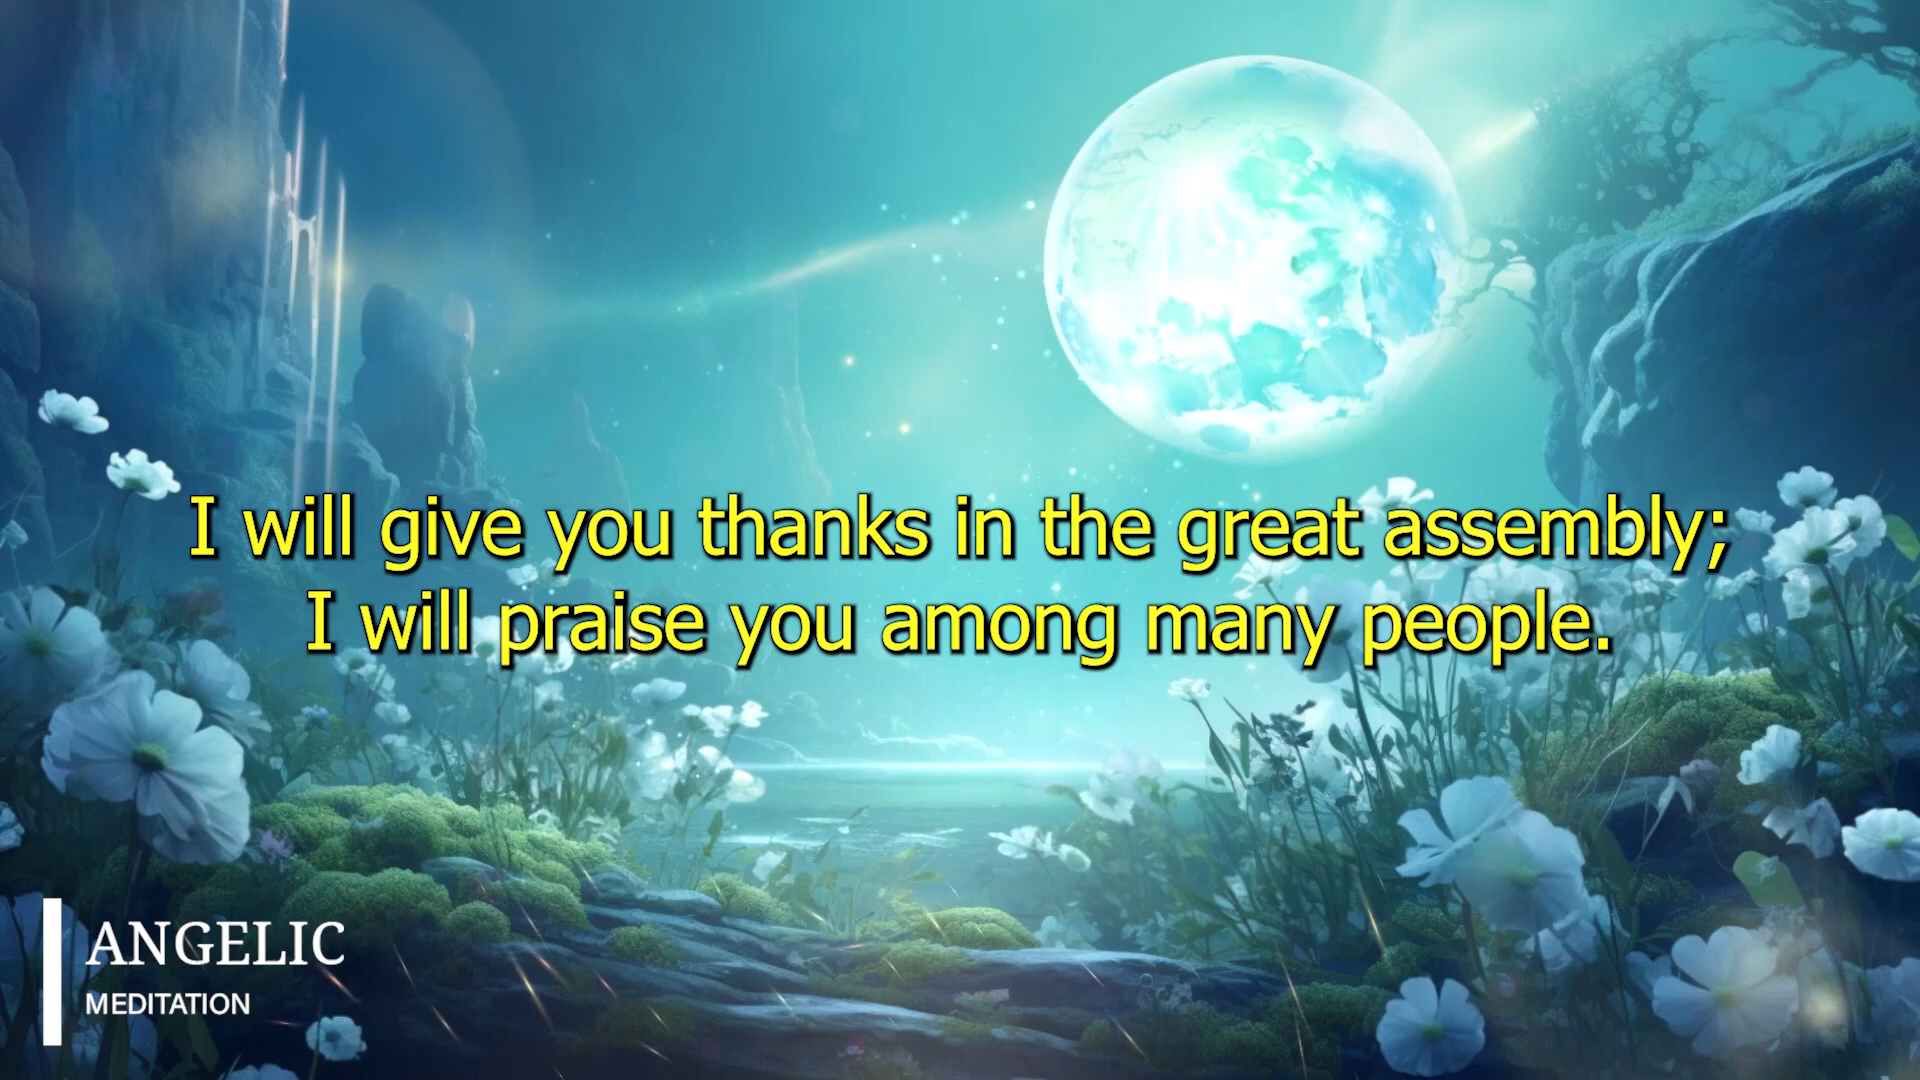 I will give you thanks in the great assembly;
I will praise you among many people.
ANGELIC
MEDITATION